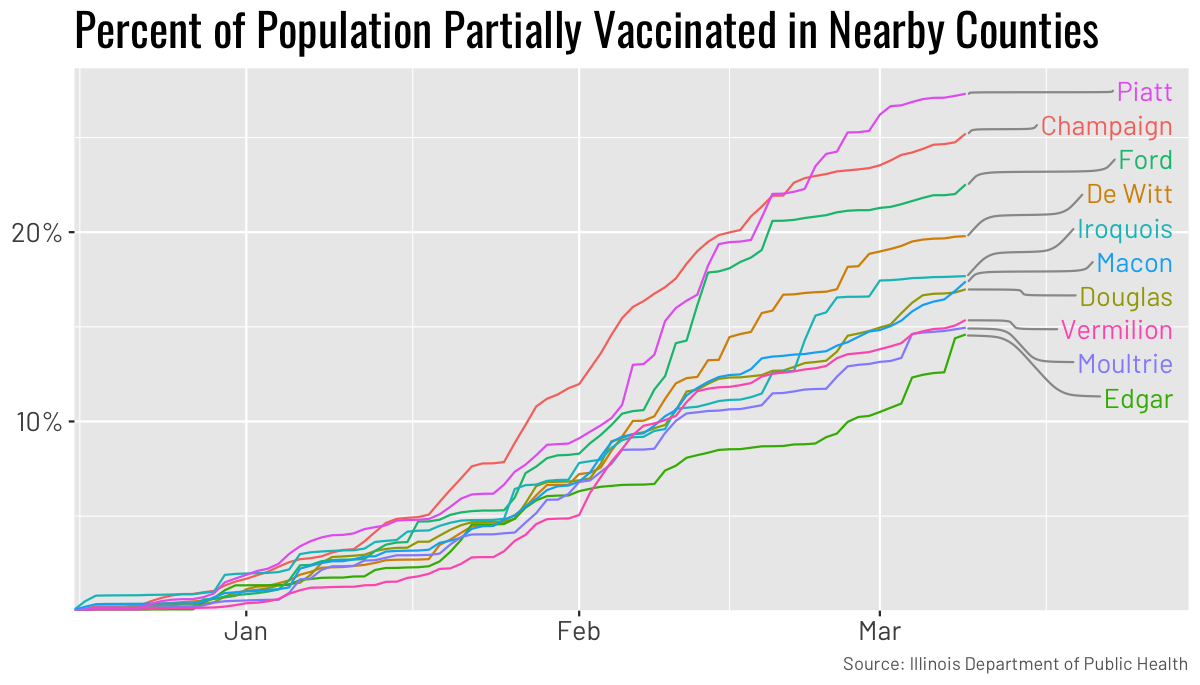 Percent of Population Partially Vaccinated in Nearby Counties
Piatt
Champaign
Ford
De Witt
Iroquois
Macon
Douglas
Vermilion
Moultrie
Edgar
20%
10%
Jan Feb Mar
Source: Illinois Department of Public Health